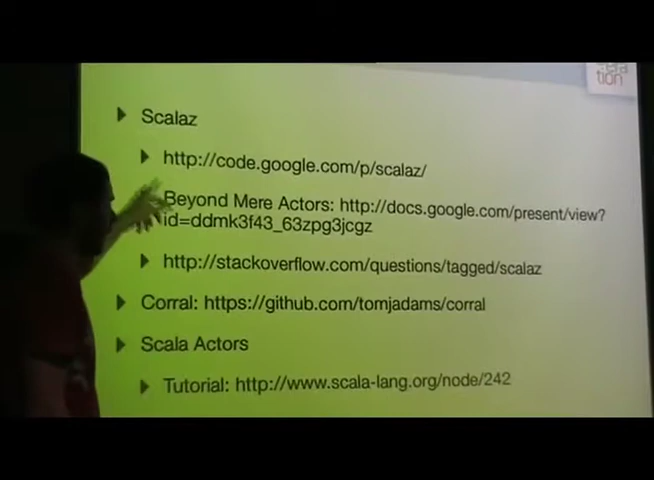 tion
Scalaz
http://code.google.com/p/scalaz/
Beyond Mere Actors: http://docs.google.com/present/view?
id=ddmk3f43_63zpg3jcgz
http://stackoverflow.com/questions/tagged/scalaz
Corral: https://github.com/tomjadams/corral
Scala Actors
Tutorial: http://www.scala-lang.org/node/242